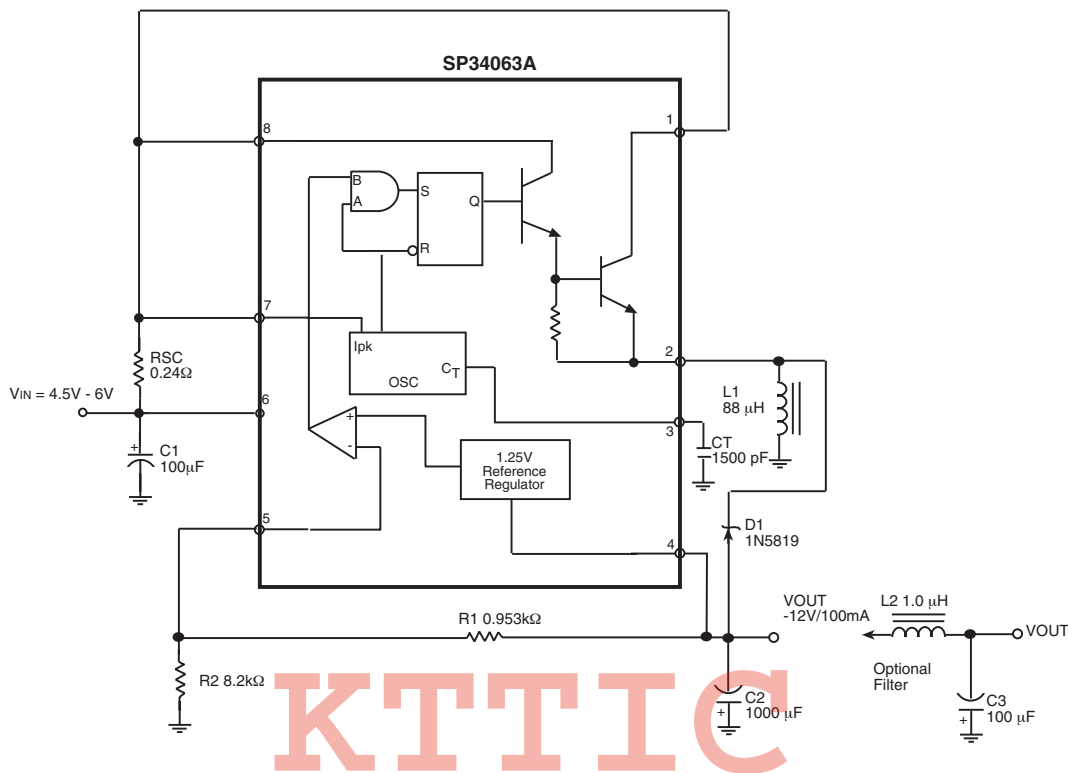 SP34063A
8
1
B
A
S
Q
R
7
Ipk
OSC
CT
2
RSC
0.24Ω
VIN = 4.5V - 6V
6
L1
88 μH
3
CT
1500 pF
+
C1
100μF
+
-
1.25V
Reference
Regulator
5
4
D1
1N5819
R1 0.953kΩ
VOUT
-12V/100mA
L2 1.0 μH
VOUT
Optional
Filter
R2 8.2kΩ
C2
1000 μF
+
C3
100 μF
+
KTTIC